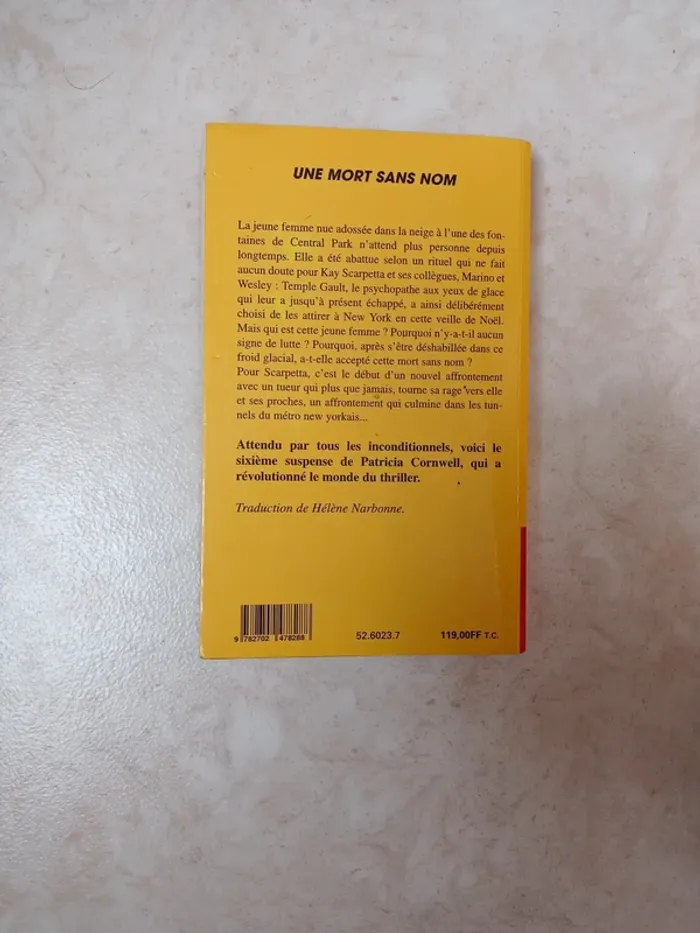 UNE MORT SANS NOM
La jeune femme nue adossée dans la neige à l'une des fon-
taines de Central Park n'attend plus personne depuis
longtemps. Elle a été abattue selon un rituel qui ne fait
aucun doute pour Kay Scarpetta et ses collègues, Marino et
Wesley : Temple Gault, le psychopathe aux yeux de glace
qui leur a jusqu'à présent échappé, a ainsi délibérément
choisi de les attirer à New York en cette veille de Noël.
Mais qui est cette jeune femme ? Pourquoi n'y-a-t-il aucun
signe de lutte ? Pourquoi, après s'être déshabillée dans ce
froid glacial, a-t-elle accepté cette mort sans nom ?
Pour Scarpetta, c'est le début d'un nouvel affrontement
avec un tueur qui plus que jamais, tourne sa rage vers elle
et ses proches, un affrontement qui culmine dans les tun-
nels du métro new yorkais...
Attendu par tous les inconditionnels, voici le
sixième suspense de Patricia Cornwell, qui a
révolutionné le monde du thriller.
Traduction de Hélène Narbonne.
9 782702 478288
52.6023.7
119,00FF T.C.